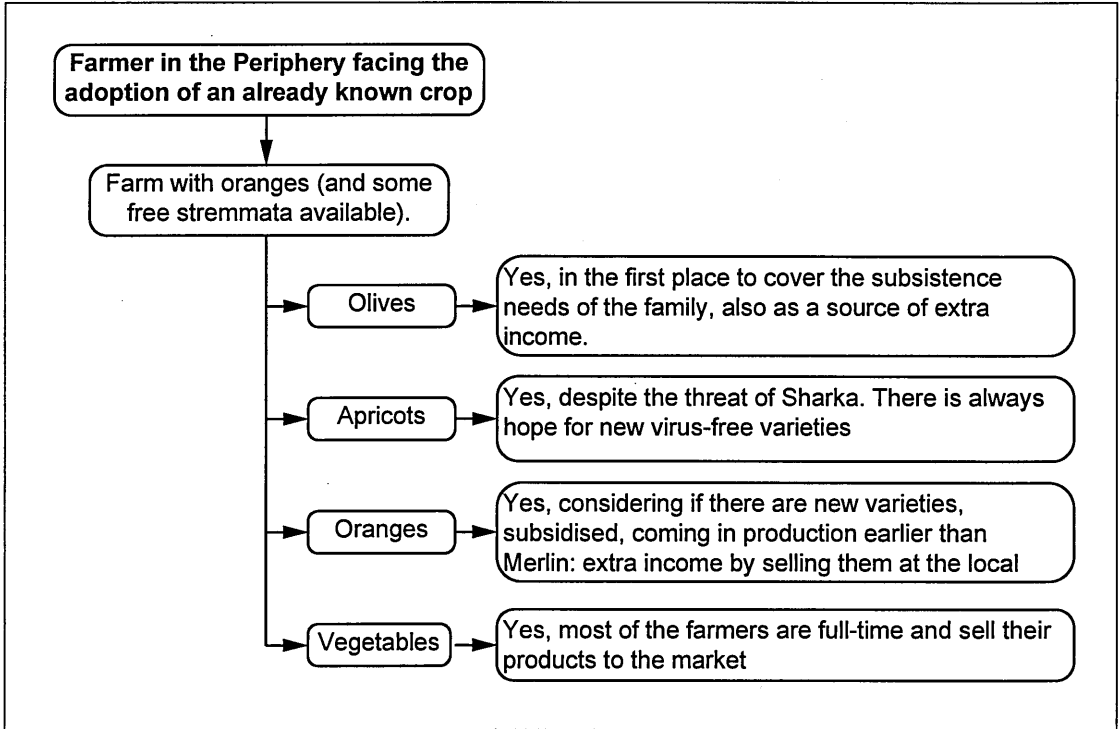 Farmer in the Periphery facing the
adoption of an already known crop
Farm with oranges (and some
free stremmata available).
Olives
Yes, in the first place to cover the subsistence
needs of the family, also as a source of extra
income.
Apricots
Yes, despite the threat of Sharka. There is always
hope for new virus-free varieties
Oranges
Yes, considering if there are new varieties,
subsidised, coming in production earlier than
Merlin: extra income by selling them at the local
Vegetables
Yes, most of the farmers are full-time and sell their
products to the market